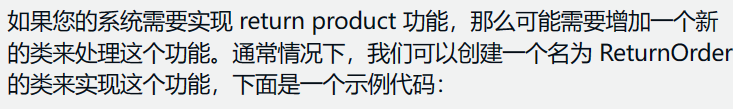 如果您的系统需要实现 return product 功能，那么可能需要增加一个新
的类来处理这个功能。通常情况下，我们可以创建一个名为 ReturnOrder
的类来实现这个功能，下面是一个示例代码：